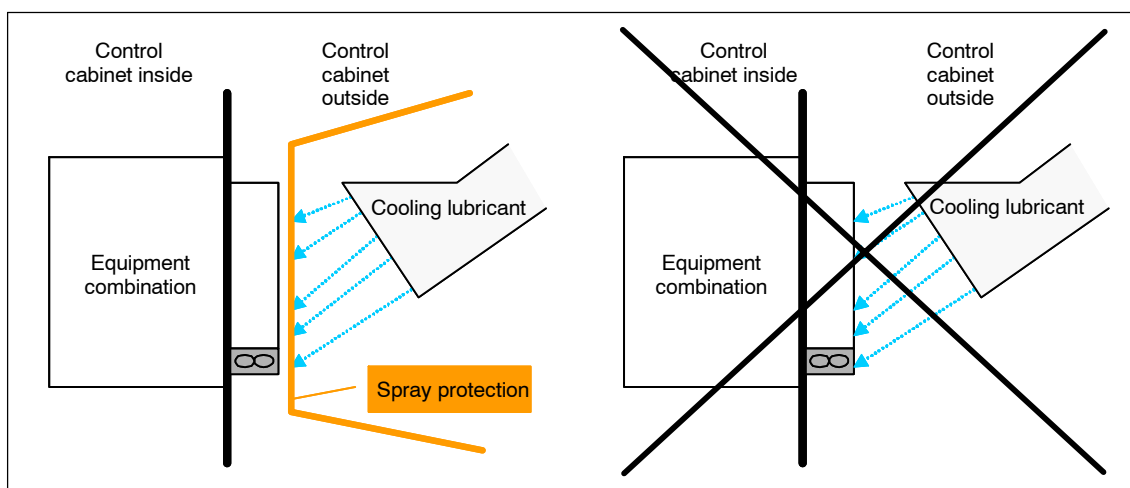 Control
cabinet inside
Control
cabinet
outside
Cooling lubricant
Equipment
combination
Spray protection
Control
cabinet inside
Control
cabinet
outside
Cooling lubricant
Equipment
combination